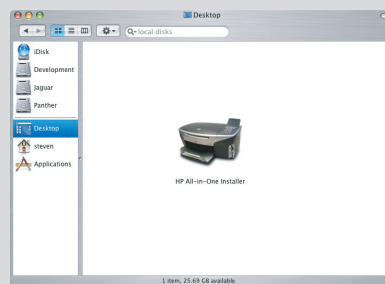 Desktop
local disks
iDisk
Development
Jaguar
Panther
Desktop
steven
Applications
HP All-in-One Installer
1 item, 25.69 GB available